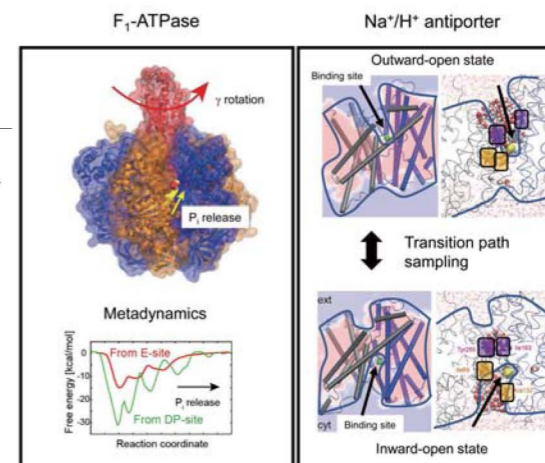 F₁-ATPase
γ rotation
Pᵢ release
Metadynamics
Free energy [kcal/mol]
0
-10
-20
-30
-40
From E-site
Pᵢ release
From DP-site
Reaction coordinate
Na⁺/H⁺ antiporter
Outward-open state
Binding site
Transition path
sampling
ext
cyt
Binding site
Inward-open state